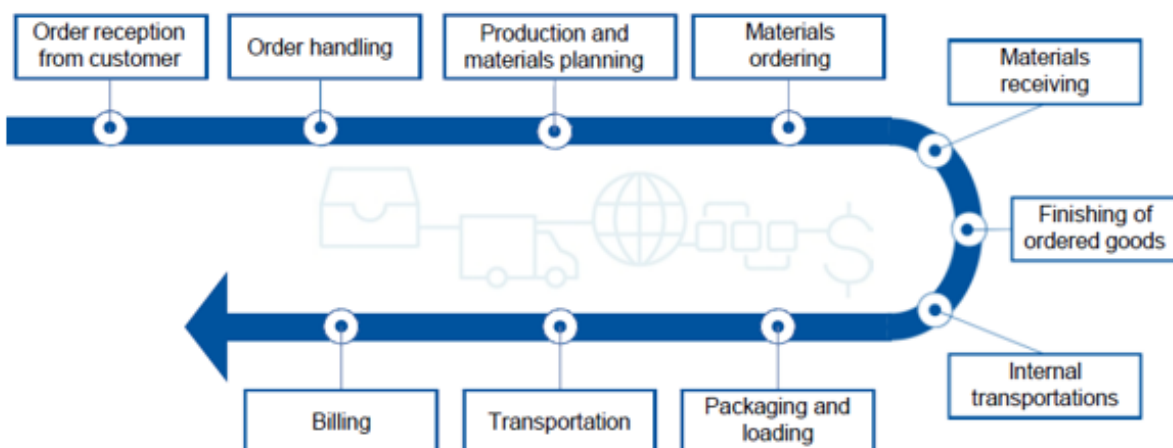 Order reception
from customer
Order handling
Production and
materials planning
Materials
ordering
Materials
receiving
Finishing of
ordered goods
Internal
transportations
Packaging and
loading
Transportation
Billing